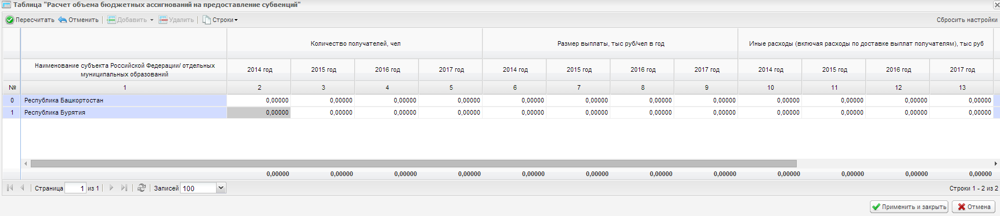 Таблица "Расчет объема бюджетных ассигнований на предоставление субвенций"
Пересчитать Отменить Добавить Удалить Строки Сбросить настройки
Количество получателей, чел Размер выплаты, тыс руб/чел в год Иные расходы (включая расходы по доставке выплат получателям), тыс руб
Наименование субъекта Российской Федерации/ отдельных
муниципальных образований
2014 год 2015 год 2016 год 2017 год 2014 год 2015 год 2016 год 2017 год 2014 год 2015 год 2016 год 2017 год
№ 1 2 3 4 5 6 7 8 9 10 11 12 13
0 Республика Башкортостан 0,00000 0,00000 0,00000 0,00000 0,00000 0,00000 0,00000 0,00000 0,00000 0,00000 0,00000 0,00000
1 Республика Бурятия 0,00000 0,00000 0,00000 0,00000 0,00000 0,00000 0,00000 0,00000 0,00000 0,00000 0,00000 0,00000
0,00000 0,00000 0,00000 0,00000 0,00000 0,00000 0,00000 0,00000 0,00000 0,00000 0,00000 0,00000
Страница 1 из 1 Записей 100 Строки 1 - 2 из 2
Применить и закрыть Отмена